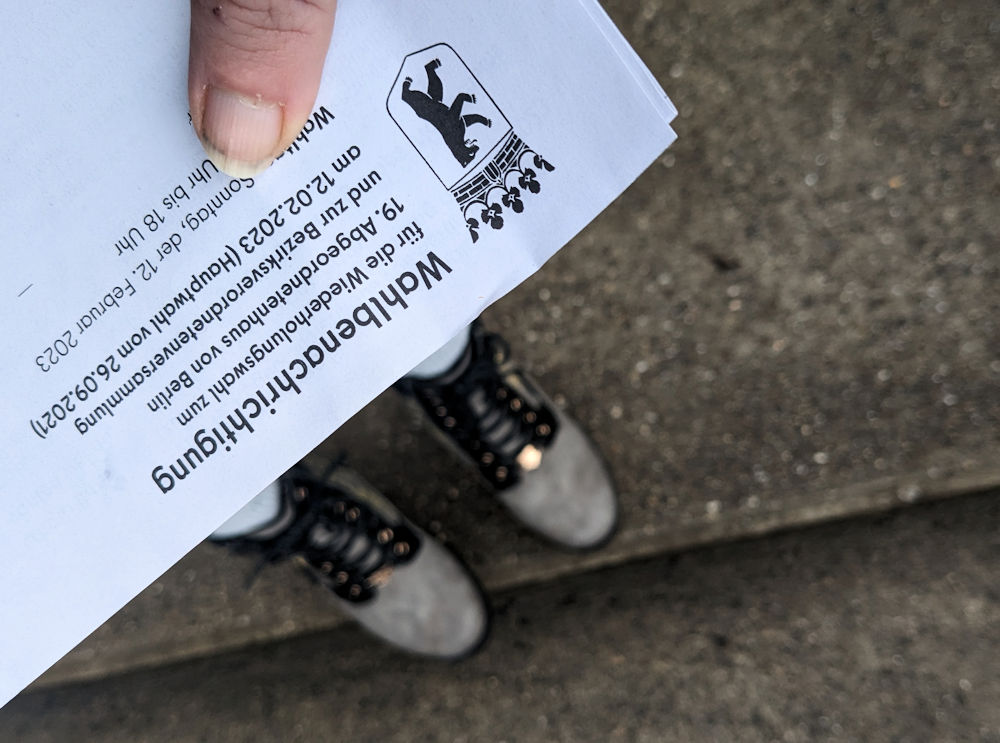 Wahlbenachrichtigung
für die Wiederholungswahl zum
19. Abgeordnetenhaus von Berlin
und zur Bezirksverordnetenversammlung
am 12.02.2023 (Hauptwahl vom 26.09.2021)
Sonntag, der 12. Februar 2023
Uhr bis 18 Uhr